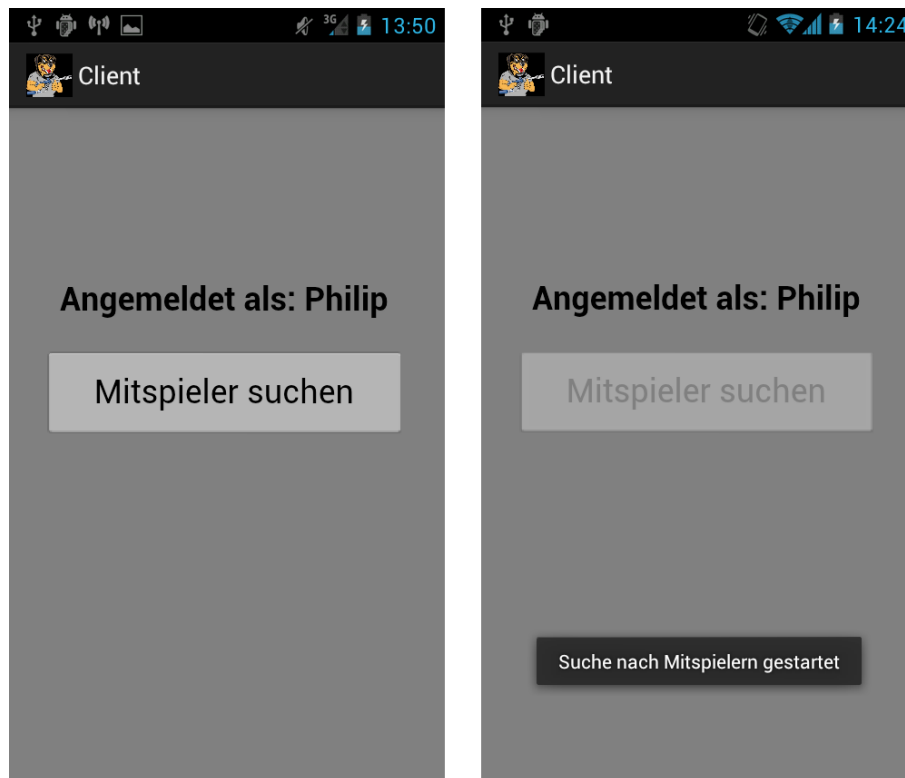 3G 13:50
Client
Angemeldet als: Philip
Mitspieler suchen
14:24
Client
Angemeldet als: Philip
Mitspieler suchen
Suche nach Mitspielern gestartet